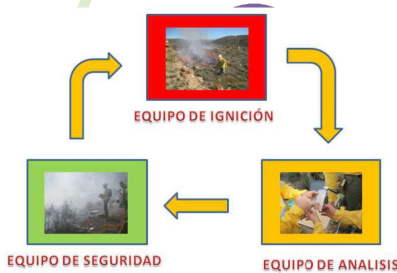 EQUIPO DE IGNICIÓN
EQUIPO DE SEGURIDAD
EQUIPO DE ANALISIS